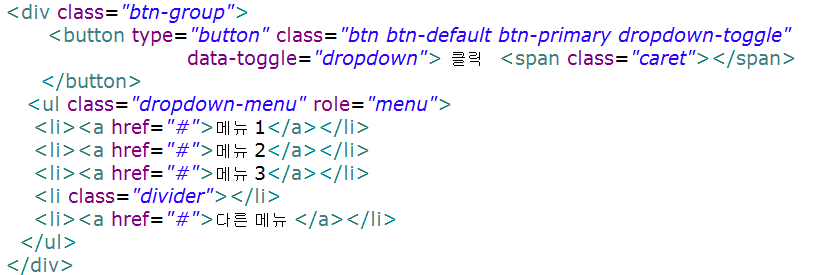 <div class="btn-group">
<button type="button" class="btn btn-default btn-primary dropdown-toggle"
data-toggle="dropdown"> 클릭 <span class="caret"></span>
</button>
<ul class="dropdown-menu" role="menu">
<li><a href="#">메뉴 1</a></li>
<li><a href="#">메뉴 2</a></li>
<li><a href="#">메뉴 3</a></li>
<li class="divider"></li>
<li><a href="#">다른 메뉴 </a></li>
</ul>
</div>